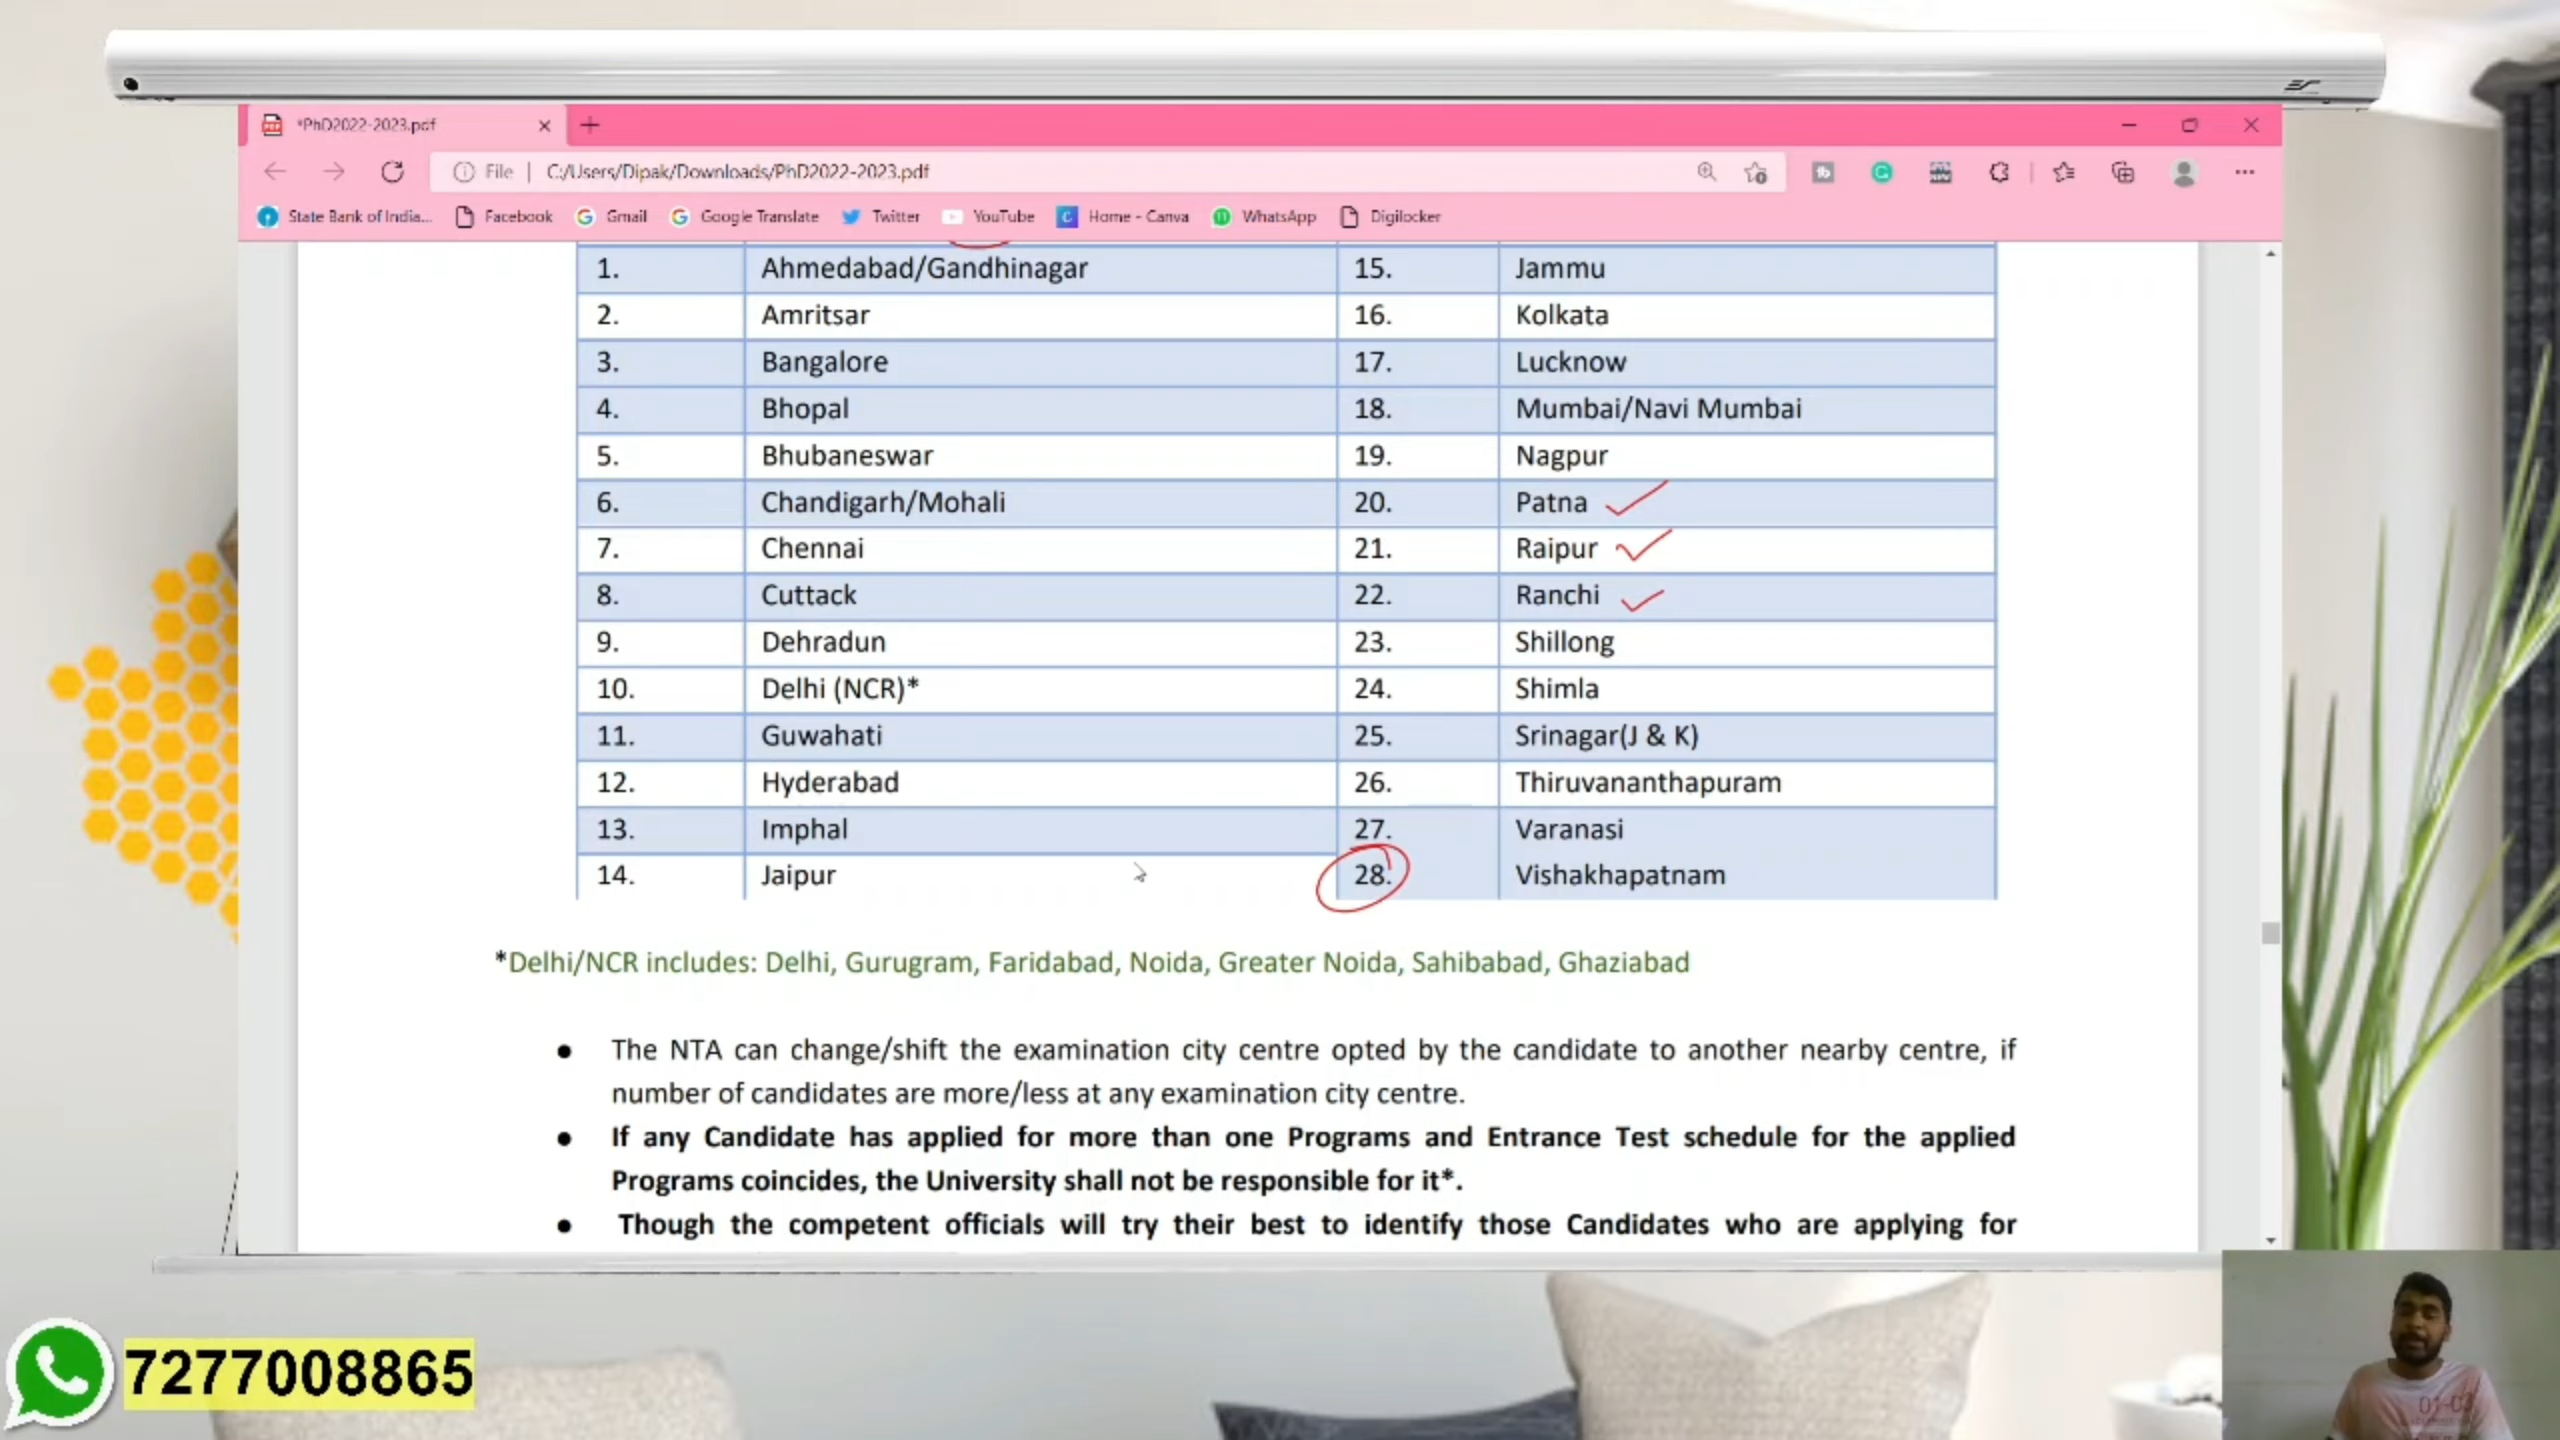 *PhD2022-2023.pdf
File | C:/Users/Dipak/Downloads/PhD2022-2023.pdf
State Bank of India... Facebook Gmail Google Translate Twitter YouTube Home - Canva WhatsApp Digilocker
1. Ahmedabad/Gandhinagar 15. Jammu
2. Amritsar 16. Kolkata
3. Bangalore 17. Lucknow
4. Bhopal 18. Mumbai/Navi Mumbai
5. Bhubaneswar 19. Nagpur
6. Chandigarh/Mohali 20. Patna
7. Chennai 21. Raipur
8. Cuttack 22. Ranchi
9. Dehradun 23. Shillong
10. Delhi (NCR)* 24. Shimla
11. Guwahati 25. Srinagar(J & K)
12. Hyderabad 26. Thiruvananthapuram
13. Imphal 27. Varanasi
14. Jaipur 28. Vishakhapatnam
*Delhi/NCR includes: Delhi, Gurugram, Faridabad, Noida, Greater Noida, Sahibabad, Ghaziabad
● The NTA can change/shift the examination city centre opted by the candidate to another nearby centre, if
number of candidates are more/less at any examination city centre.
● If any Candidate has applied for more than one Programs and Entrance Test schedule for the applied
Programs coincides, the University shall not be responsible for it*.
● Though the competent officials will try their best to identify those Candidates who are applying for
7277008865